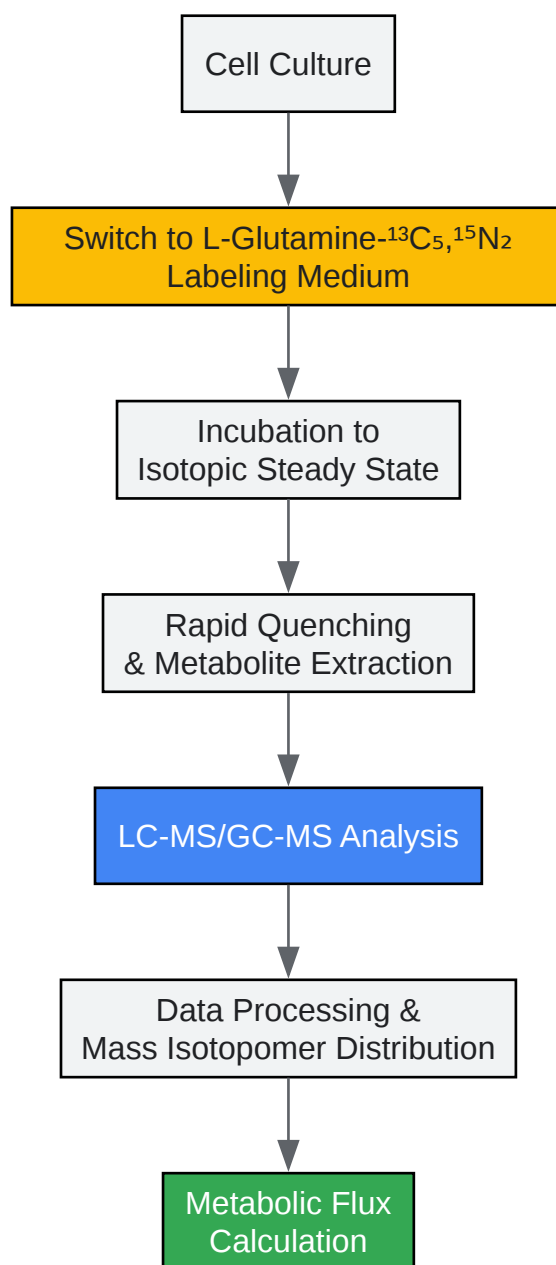 Cell Culture
Switch to L-Glutamine-¹³C₅,¹⁵N₂
Labeling Medium
Incubation to
Isotopic Steady State
Rapid Quenching
& Metabolite Extraction
LC-MS/GC-MS Analysis
Data Processing &
Mass Isotopomer Distribution
Metabolic Flux
Calculation